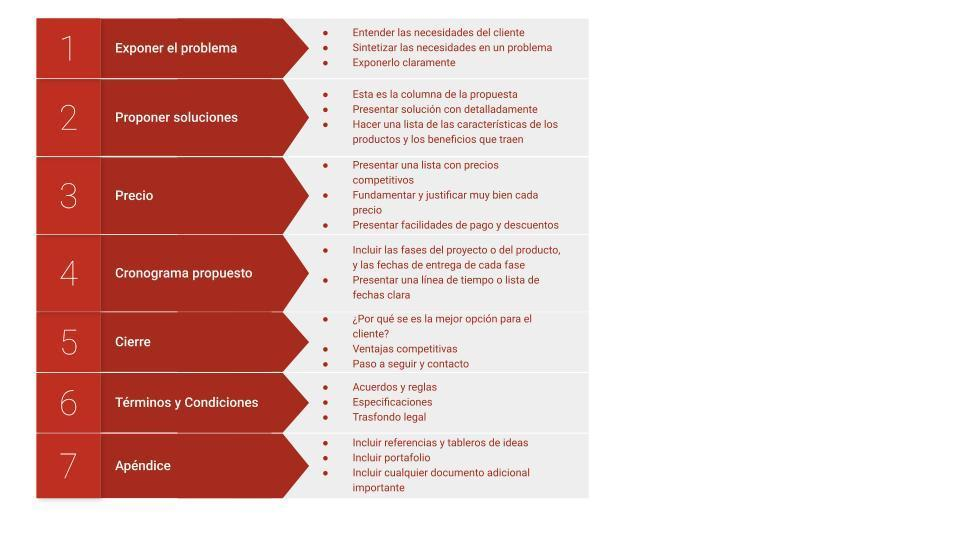 1
Exponer el problema
● Entender las necesidades del cliente
● Sintetizar las necesidades en un problema
● Exponerlo claramente
2
Proponer soluciones
● Esta es la columna de la propuesta
● Presentar solución con detalladamente
● Hacer una lista de las características de los
productos y los beneficios que traen
3
Precio
● Presentar una lista con precios
competitivos
● Fundamentar y justificar muy bien cada
precio
● Presentar facilidades de pago y descuentos
4
Cronograma propuesto
● Incluir las fases del proyecto o del producto,
y las fechas de entrega de cada fase
● Presentar una línea de tiempo o lista de
fechas clara
5
Cierre
● ¿Por qué se es la mejor opción para el
cliente?
● Ventajas competitivas
● Paso a seguir y contacto
6
Términos y Condiciones
● Acuerdos y reglas
● Especificaciones
● Trasfondo legal
7
Apéndice
● Incluir referencias y tableros de ideas
● Incluir portafolio
● Incluir cualquier documento adicional
importante